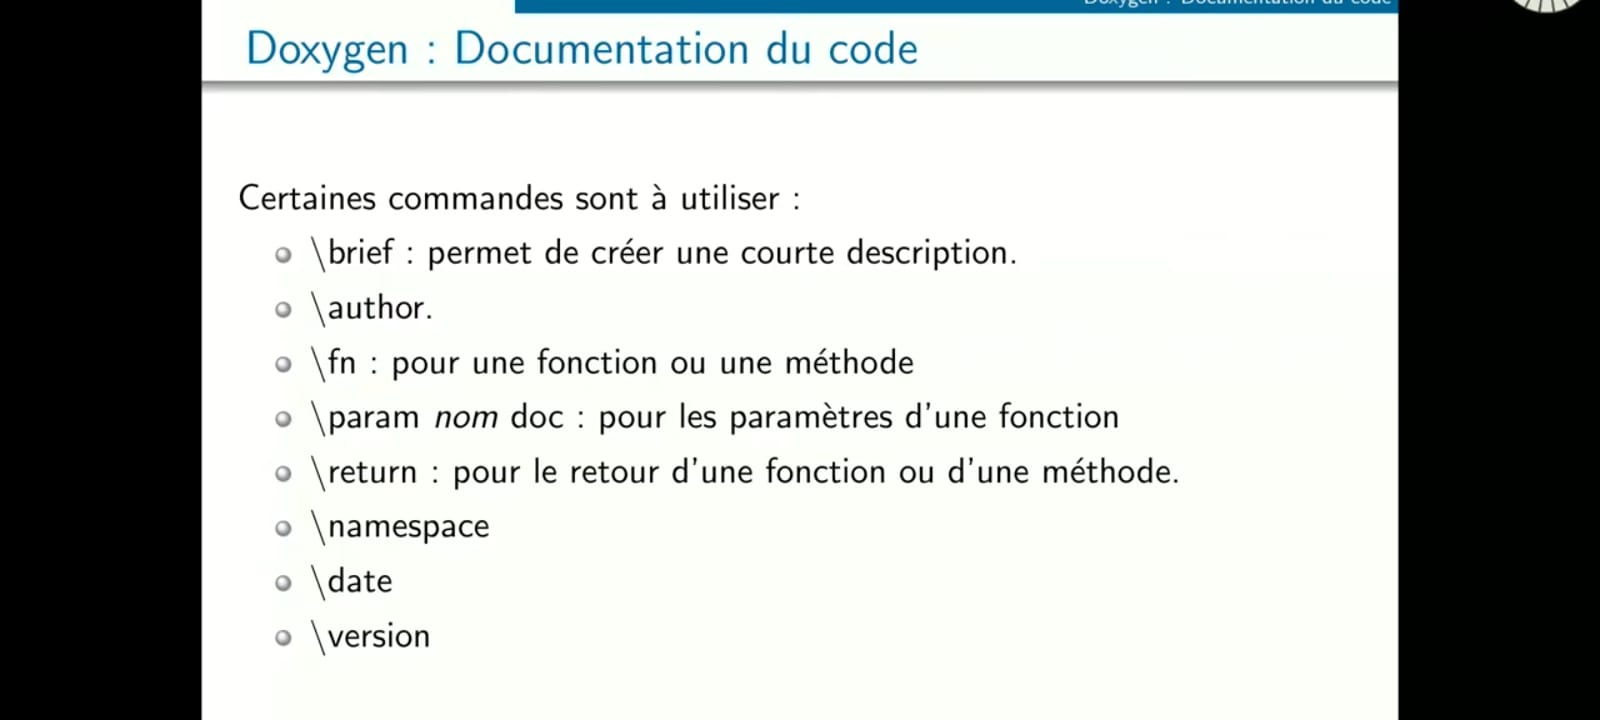 Doxygen : Documentation du code
Doxygen : Documentation du code
Certaines commandes sont à utiliser :
\brief : permet de créer une courte description.
\author.
\fn : pour une fonction ou une méthode
\param nom doc : pour les paramètres d'une fonction
\return : pour le retour d'une fonction ou d'une méthode.
\namespace
\date
\version